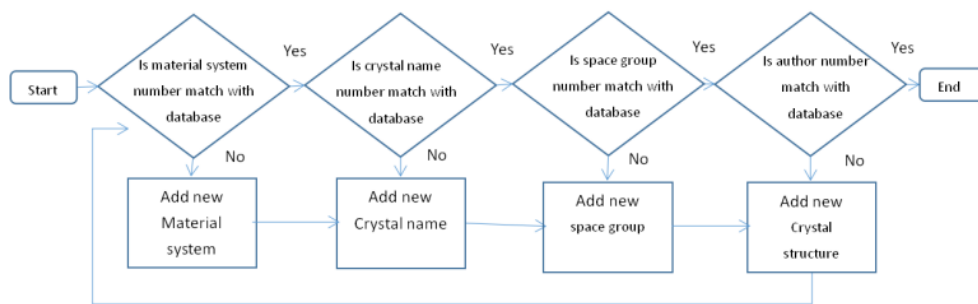 Start
Is material system
number match with
database
Yes
Is crystal name
number match with
database
Yes
Is space group
number match with
database
Yes
Is author number
match with
database
Yes
End
No
No
No
No
Add new
Material
system
Add new
Crystal name
Add new
space group
Add new
Crystal
structure